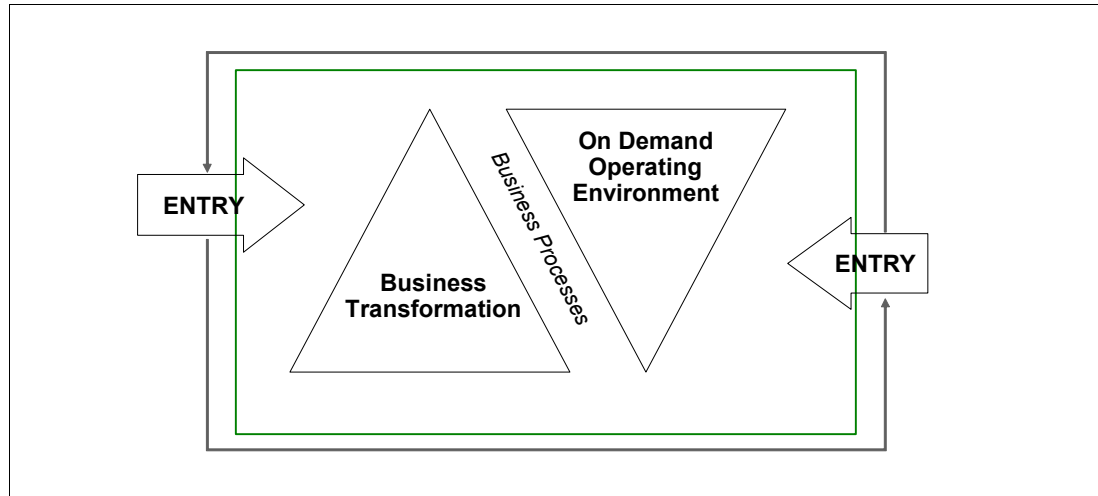 ENTRY
Business
Transformation
Business Processes
On Demand
Operating
Environment
ENTRY